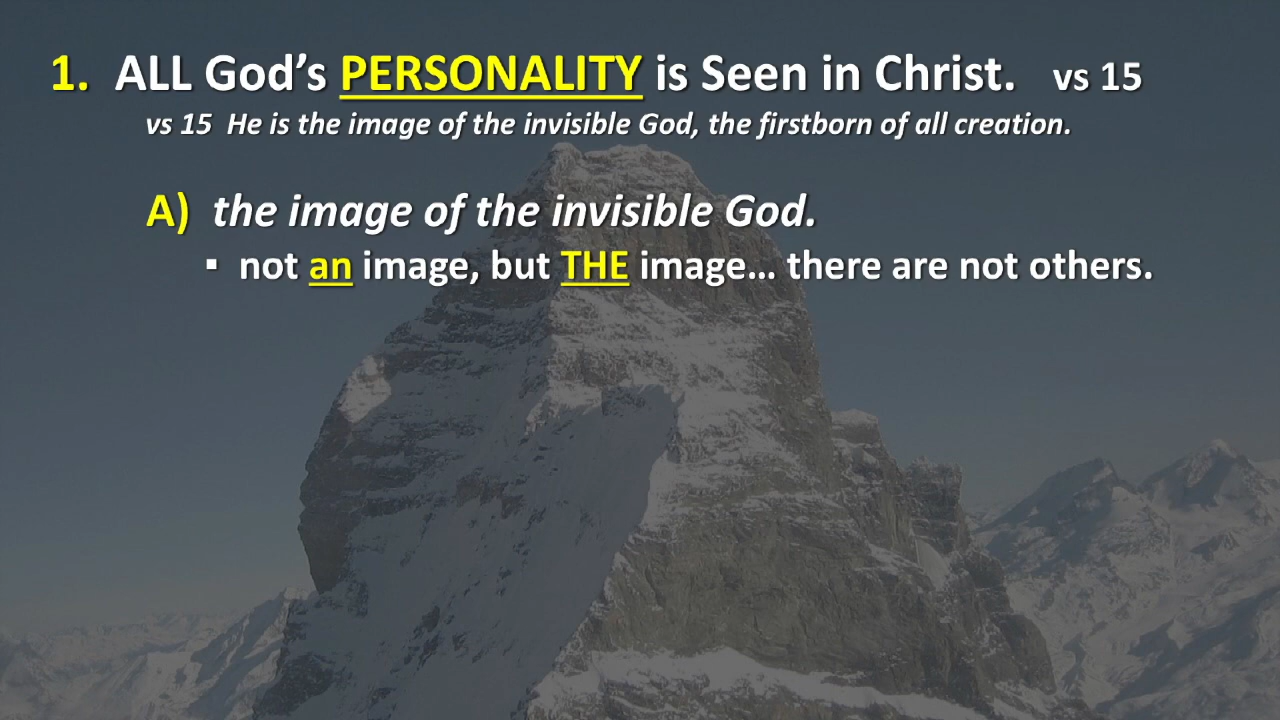 1. ALL God’s PERSONALITY is Seen in Christ. vs 15
vs 15 He is the image of the invisible God, the firstborn of all creation.
A) the image of the invisible God.
▪ not an image, but THE image… there are not others.